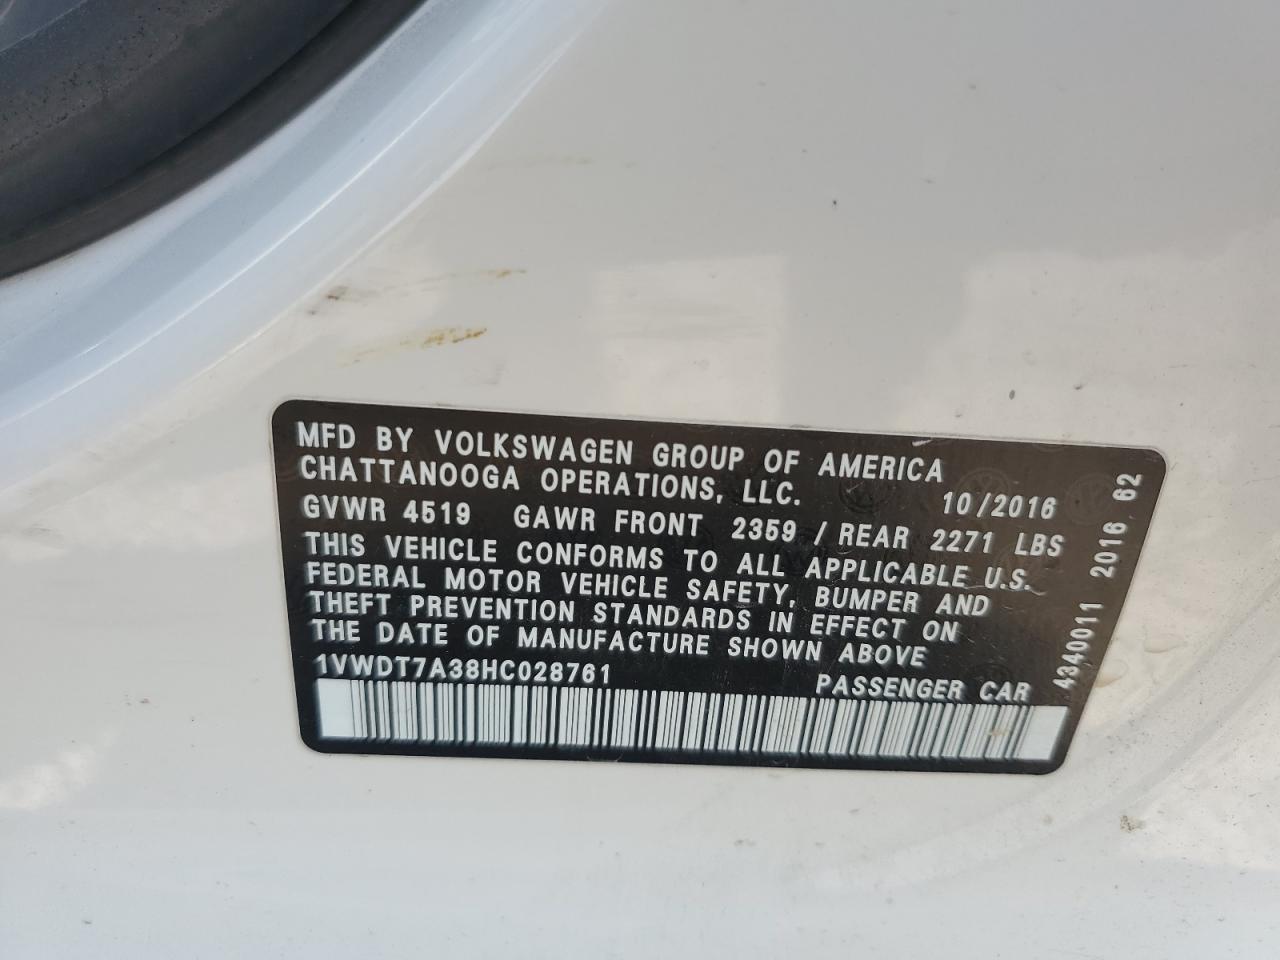 MFD BY VOLKSWAGEN GROUP OF AMERICA
CHATTANOOGA OPERATIONS, LLC. 10/2016
GVWR 4519 GAWR FRONT 2359 / REAR 2271 LBS
THIS VEHICLE CONFORMS TO ALL APPLICABLE U.S.
FEDERAL MOTOR VEHICLE SAFETY, BUMPER AND
THEFT PREVENTION STANDARDS IN EFFECT ON
THE DATE OF MANUFACTURE SHOWN ABOVE
1VWDT7A38HC028761 PASSENGER CAR
4340011 2016 62